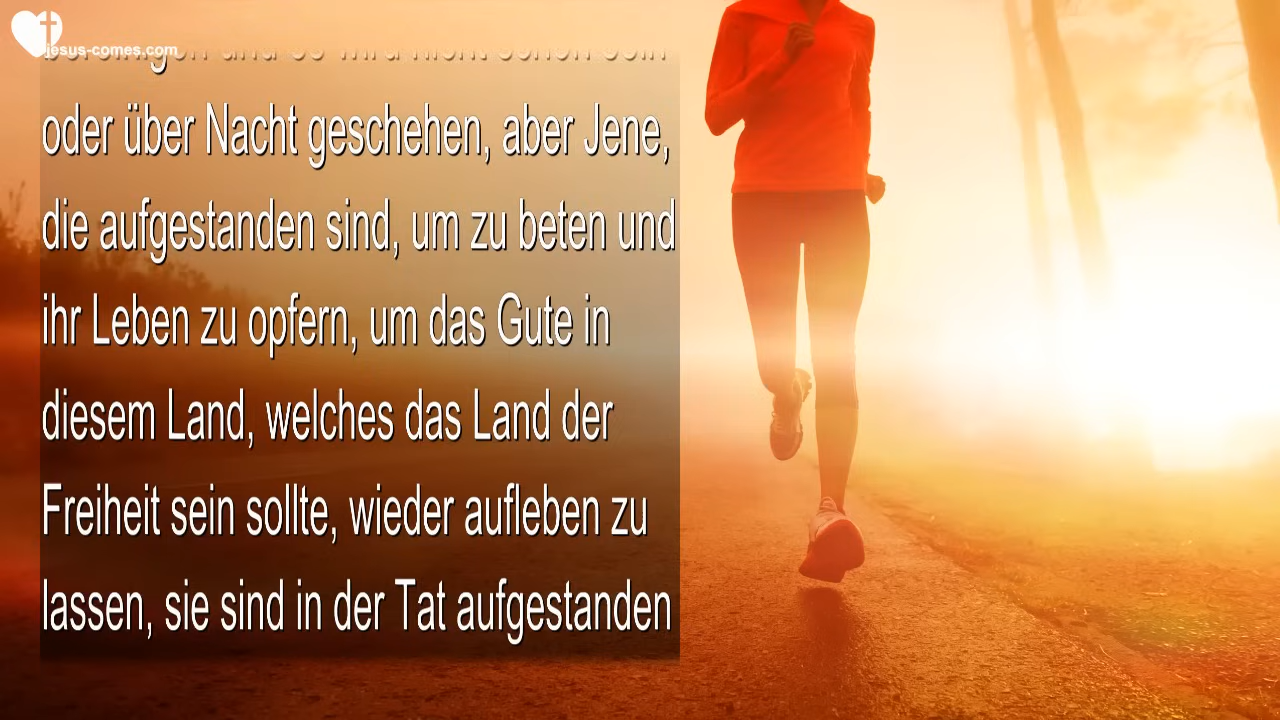 jesus-comes.com
oder über Nacht geschehen, aber Jene,
die aufgestanden sind, um zu beten und
ihr Leben zu opfern, um das Gute in
diesem Land, welches das Land der
Freiheit sein sollte, wieder aufleben zu
lassen, sie sind in der Tat aufgestanden